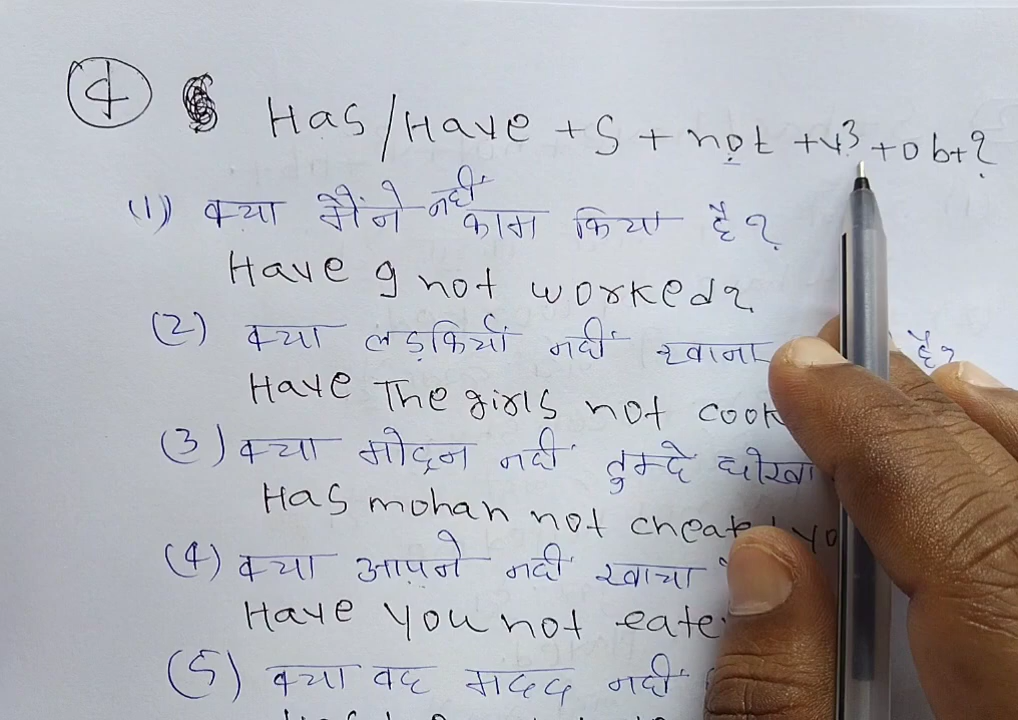 4 Has/Have + S + not + v3 + ob + ?
(1) क्या मैंने नहीं काम किया है?
Have I not worked?
(2) क्या लड़कियाँ नहीं खाना है?
Have The girls not cook
(3) क्या मोहन नहीं तुम्हे धोखा
Has mohan not cheat yo
(4) क्या आपने नहीं खाया
Have you not eate
(5) क्या वह मदद नहीं